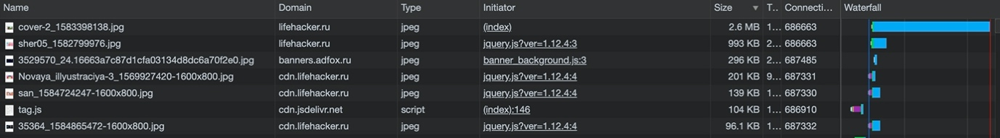 Name Domain Type Initiator Size ▼ T... Connecti... Waterfall
cover-2_1583398138.jpg lifehacker.ru jpeg (index) 2.6 MB 1... 686663
sher05_1582799976.jpg lifehacker.ru jpeg jquery.js?ver=1.12.4:3 993 KB 2... 686663
3529570_24.16663a7c87d1cfa03134d8dc6a70f2e0.jpg banners.adfox.ru jpeg banner_background.js:3 296 KB 2... 687485
Novaya_illyustraciya-3_1569927420-1600x800.jpg cdn.lifehacker.ru jpeg jquery.js?ver=1.12.4:4 201 KB 9... 687331
san_1584724247-1600x800.jpg cdn.lifehacker.ru jpeg jquery.js?ver=1.12.4:4 139 KB 1... 687330
tag.js cdn.jsdelivr.net script (index):146 104 KB 1... 686910
35364_1584865472-1600x800.jpg cdn.lifehacker.ru jpeg jquery.js?ver=1.12.4:4 96.1 KB 1... 687332